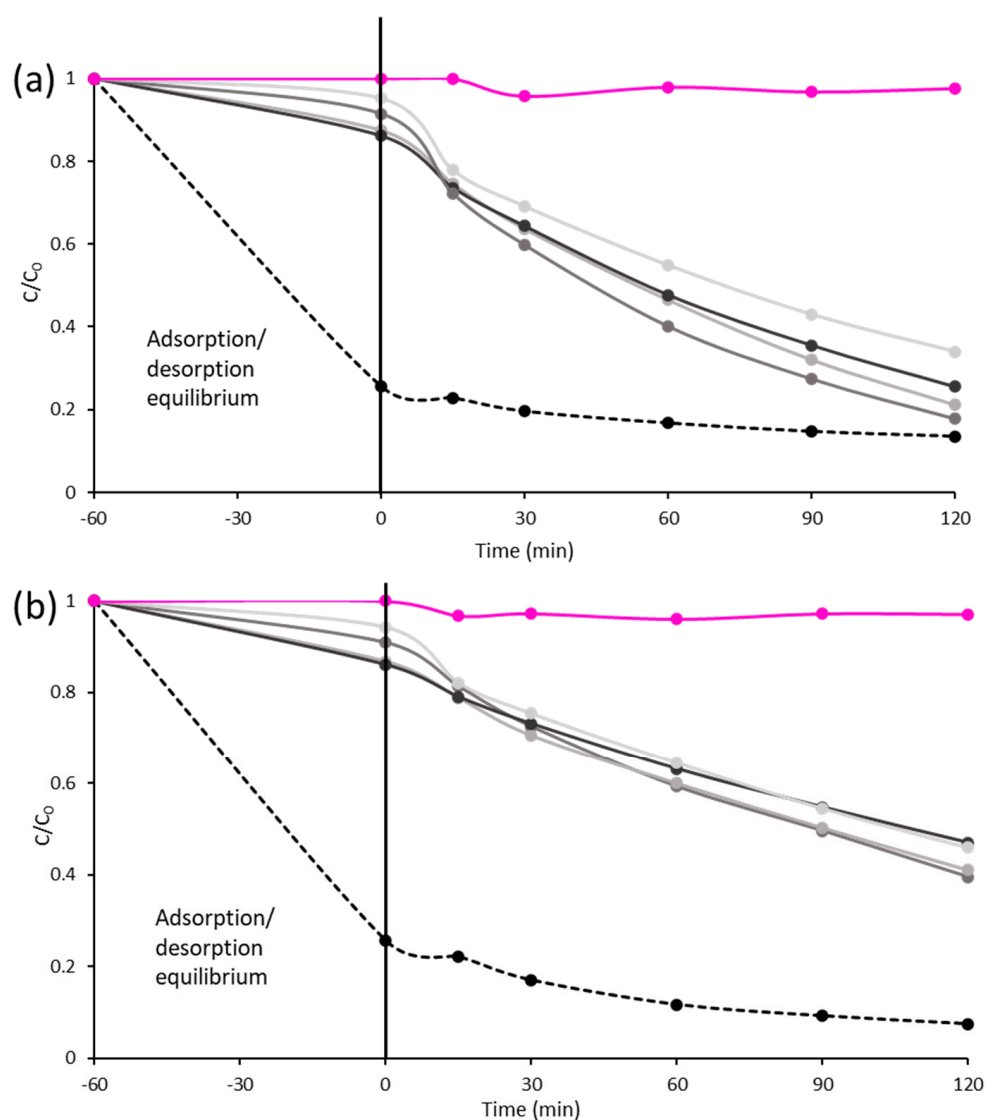 (a)
1
0.8
0.6
0.4
0.2
0
C/C₀
Adsorption/
desorption
equilibrium
-60 -30 0 30 60 90 120
Time (min)
(b)
1
0.8
0.6
0.4
0.2
0
C/C₀
Adsorption/
desorption
equilibrium
-60 -30 0 30 60 90 120
Time (min)